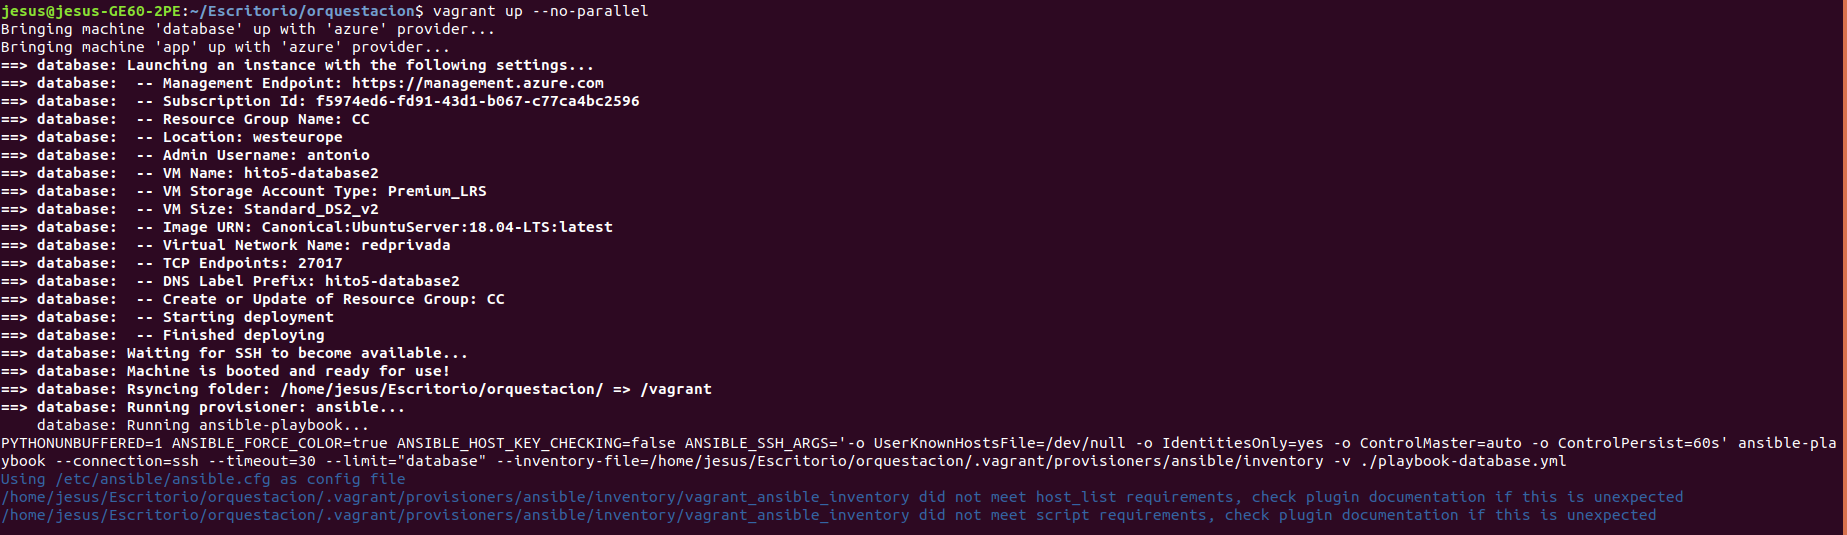 jesus@jesus-GE60-2PE:~/Escritorio/orquestacion$ vagrant up --no-parallel
Bringing machine 'database' up with 'azure' provider...
Bringing machine 'app' up with 'azure' provider...
==> database: Launching an instance with the following settings...
==> database:  -- Management Endpoint: https://management.azure.com
==> database:  -- Subscription Id: f5974ed6-fd91-43d1-b067-c77ca4bc2596
==> database:  -- Resource Group Name: CC
==> database:  -- Location: westeurope
==> database:  -- Admin Username: antonio
==> database:  -- VM Name: hito5-database2
==> database:  -- VM Storage Account Type: Premium_LRS
==> database:  -- VM Size: Standard_DS2_v2
==> database:  -- Image URN: Canonical:UbuntuServer:18.04-LTS:latest
==> database:  -- Virtual Network Name: redprivada
==> database:  -- TCP Endpoints: 27017
==> database:  -- DNS Label Prefix: hito5-database2
==> database:  -- Create or Update of Resource Group: CC
==> database:  -- Starting deployment
==> database:  -- Finished deploying
==> database: Waiting for SSH to become available...
==> database: Machine is booted and ready for use!
==> database: Rsyncing folder: /home/jesus/Escritorio/orquestacion/ => /vagrant
==> database: Running provisioner: ansible...
    database: Running ansible-playbook...
PYTHONUNBUFFERED=1 ANSIBLE_FORCE_COLOR=true ANSIBLE_HOST_KEY_CHECKING=false ANSIBLE_SSH_ARGS='-o UserKnownHostsFile=/dev/null -o IdentitiesOnly=yes -o ControlMaster=auto -o ControlPersist=60s' ansible-pla
ybook --connection=ssh --timeout=30 --limit="database" --inventory-file=/home/jesus/Escritorio/orquestacion/.vagrant/provisioners/ansible/inventory -v ./playbook-database.yml
Using /etc/ansible/ansible.cfg as config file
/home/jesus/Escritorio/orquestacion/.vagrant/provisioners/ansible/inventory/vagrant_ansible_inventory did not meet host_list requirements, check plugin documentation if this is unexpected
/home/jesus/Escritorio/orquestacion/.vagrant/provisioners/ansible/inventory/vagrant_ansible_inventory did not meet script requirements, check plugin documentation if this is unexpected